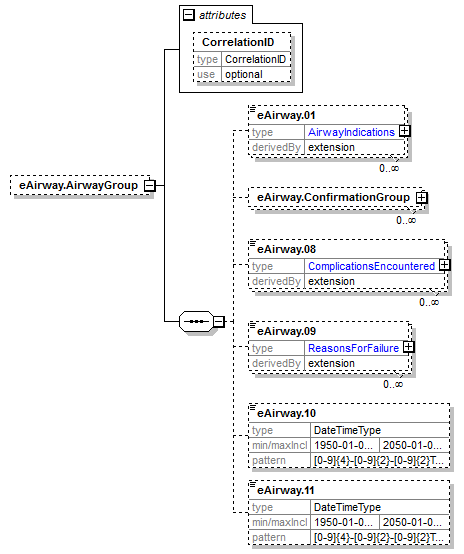 attributes
CorrelationID
type CorrelationID
use optional
eAirway.AirwayGroup
eAirway.01
type AirwayIndications
derivedBy extension
0..∞
eAirway.ConfirmationGroup
0..∞
eAirway.08
type ComplicationsEncountered
derivedBy extension
0..∞
eAirway.09
type ReasonsForFailure
derivedBy extension
0..∞
eAirway.10
type DateTimeType
min/maxIncl 1950-01-0... 2050-01-0...
pattern [0-9]{4}-[0-9]{2}-[0-9]{2}T...
eAirway.11
type DateTimeType
min/maxIncl 1950-01-0... 2050-01-0...
pattern [0-9]{4}-[0-9]{2}-[0-9]{2}T...